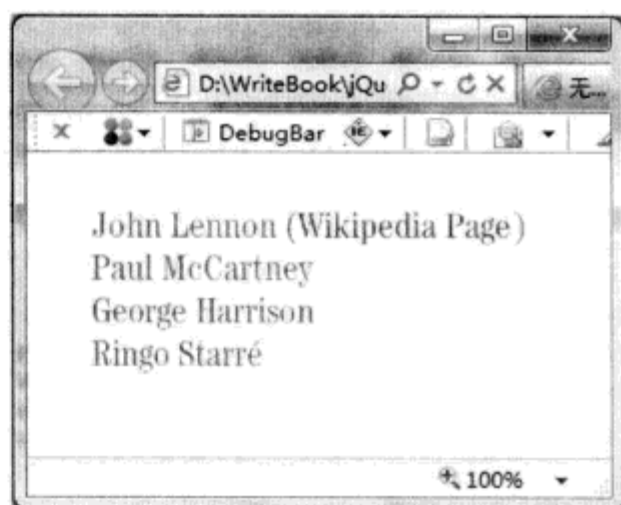 D:\WriteBook\jQu
无...
DebugBar
John Lennon (Wikipedia Page)
Paul McCartney
George Harrison
Ringo Starré
100%